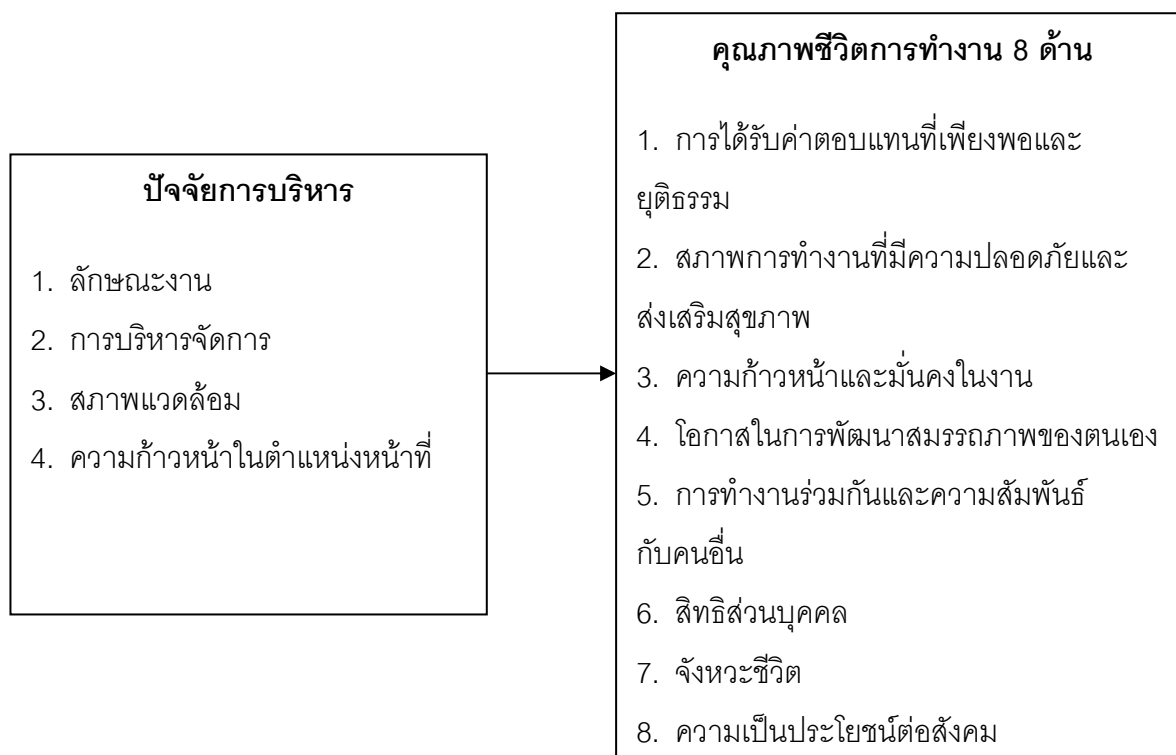 ปัจจัยการบริหาร
1. ลักษณะงาน
2. การบริหารจัดการ
3. สภาพแวดล้อม
4. ความก้าวหน้าในตำแหน่งหน้าที่
คุณภาพชีวิตการทำงาน 8 ด้าน
1. การได้รับค่าตอบแทนที่เพียงพอและ
ยุติธรรม
2. สภาพการทำงานที่มีความปลอดภัยและ
ส่งเสริมสุขภาพ
3. ความก้าวหน้าและมั่นคงในงาน
4. โอกาสในการพัฒนาสมรรถภาพของตนเอง
5. การทำงานร่วมกันและความสัมพันธ์
กับคนอื่น
6. สิทธิส่วนบุคคล
7. จังหวะชีวิต
8. ความเป็นประโยชน์ต่อสังคม